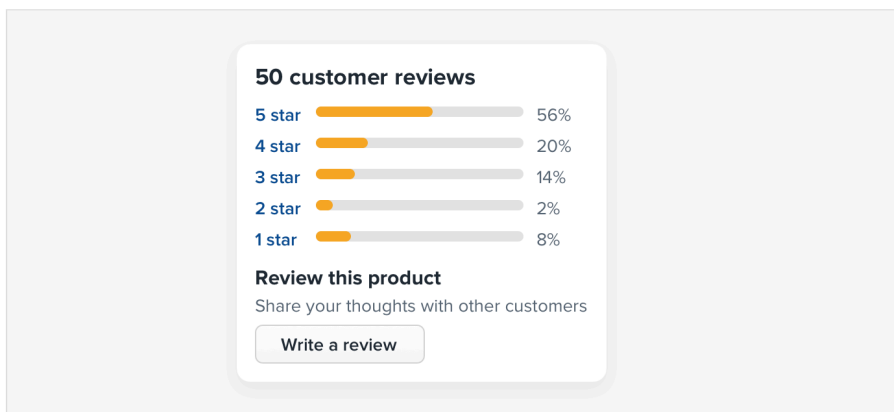 50 customer reviews
5 star 56%
4 star 20%
3 star 14%
2 star 2%
1 star 8%
Review this product
Share your thoughts with other customers
Write a review